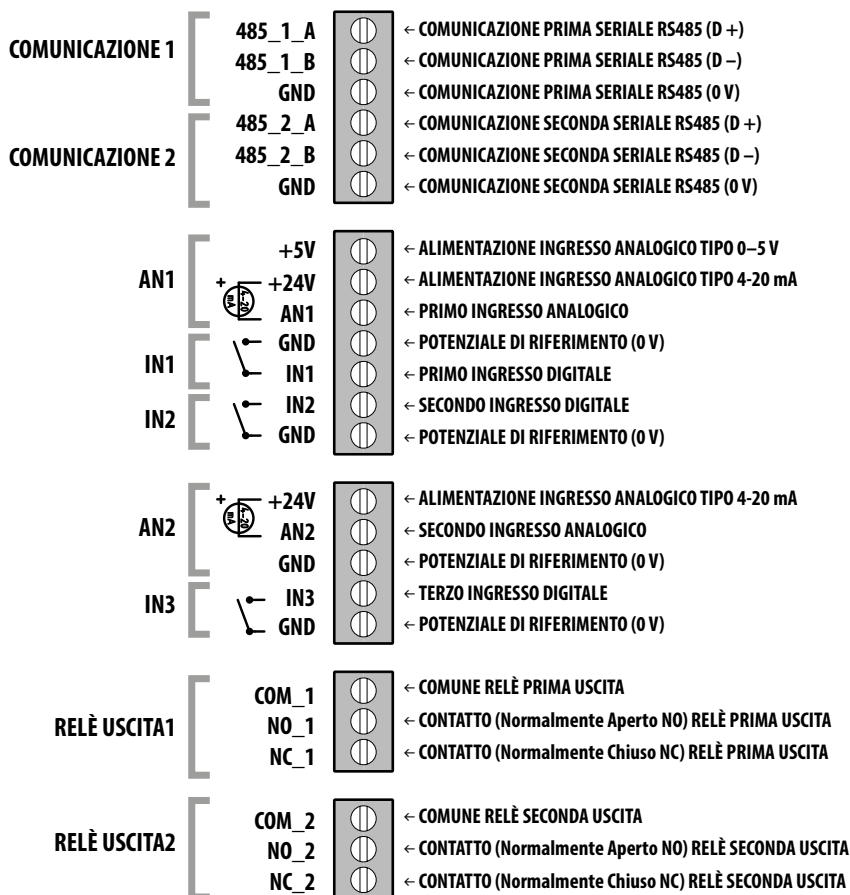 COMUNICAZIONE 1
485_1_A ← COMUNICAZIONE PRIMA SERIALE RS485 (D +)
485_1_B ← COMUNICAZIONE PRIMA SERIALE RS485 (D –)
GND ← COMUNICAZIONE PRIMA SERIALE RS485 (0 V)
COMUNICAZIONE 2
485_2_A ← COMUNICAZIONE SECONDA SERIALE RS485 (D +)
485_2_B ← COMUNICAZIONE SECONDA SERIALE RS485 (D –)
GND ← COMUNICAZIONE SECONDA SERIALE RS485 (0 V)
AN1
+5V ← ALIMENTAZIONE INGRESSO ANALOGICO TIPO 0–5 V
+ 4-20 mA
+24V ← ALIMENTAZIONE INGRESSO ANALOGICO TIPO 4-20 mA
AN1 ← PRIMO INGRESSO ANALOGICO
GND ← POTENZIALE DI RIFERIMENTO (0 V)
IN1
IN1 ← PRIMO INGRESSO DIGITALE
IN2
IN2 ← SECONDO INGRESSO DIGITALE
GND ← POTENZIALE DI RIFERIMENTO (0 V)
AN2
+ 4-20 mA
+24V ← ALIMENTAZIONE INGRESSO ANALOGICO TIPO 4-20 mA
AN2 ← SECONDO INGRESSO ANALOGICO
GND ← POTENZIALE DI RIFERIMENTO (0 V)
IN3
IN3 ← TERZO INGRESSO DIGITALE
GND ← POTENZIALE DI RIFERIMENTO (0 V)
RELÈ USCITA1
COM_1 ← COMUNE RELÈ PRIMA USCITA
NO_1 ← CONTATTO (Normalmente Aperto NO) RELÈ PRIMA USCITA
NC_1 ← CONTATTO (Normalmente Chiuso NC) RELÈ PRIMA USCITA
RELÈ USCITA2
COM_2 ← COMUNE RELÈ SECONDA USCITA
NO_2 ← CONTATTO (Normalmente Aperto NO) RELÈ SECONDA USCITA
NC_2 ← CONTATTO (Normalmente Chiuso NC) RELÈ SECONDA USCITA